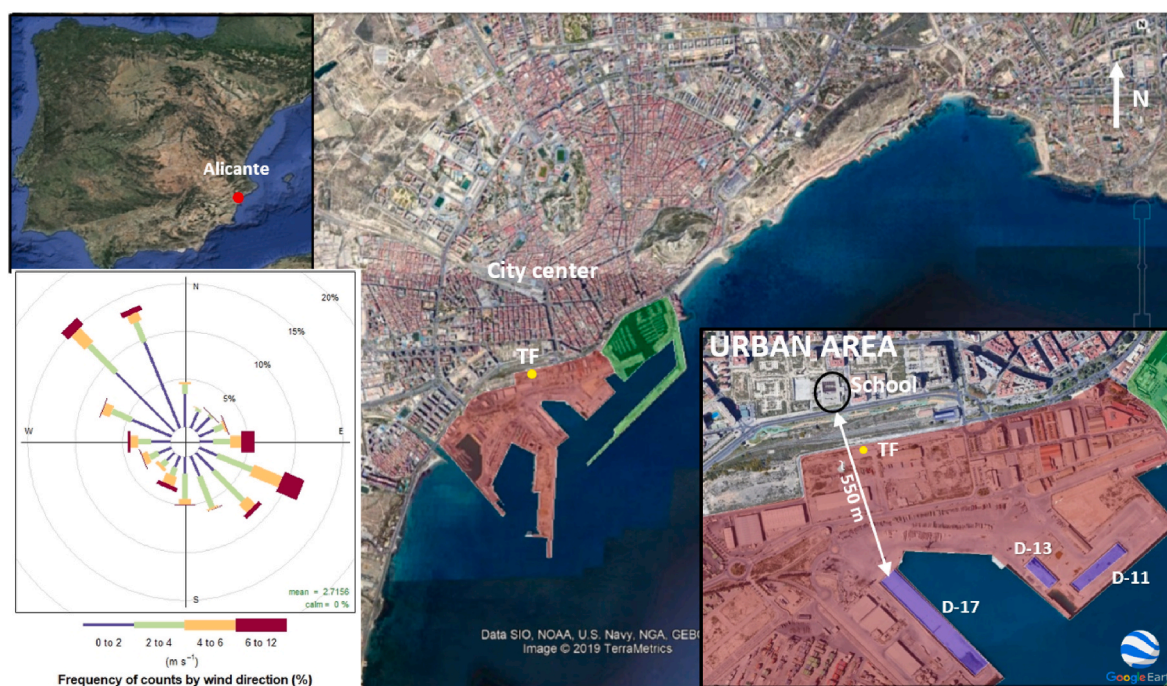 Alicante
N
N
City center
TF
20%
15%
10%
5%
N
W
E
S
mean = 2.7156
calm = 0 %
0 to 2
2 to 4
4 to 6
6 to 12
(m s⁻¹)
Frequency of counts by wind direction (%)
Data SIO, NOAA, U.S. Navy, NGA, GEBC
Image © 2019 TerraMetrics
URBAN AREA
School
TF
~ 550 m
D-13
D-11
D-17
Google Ear